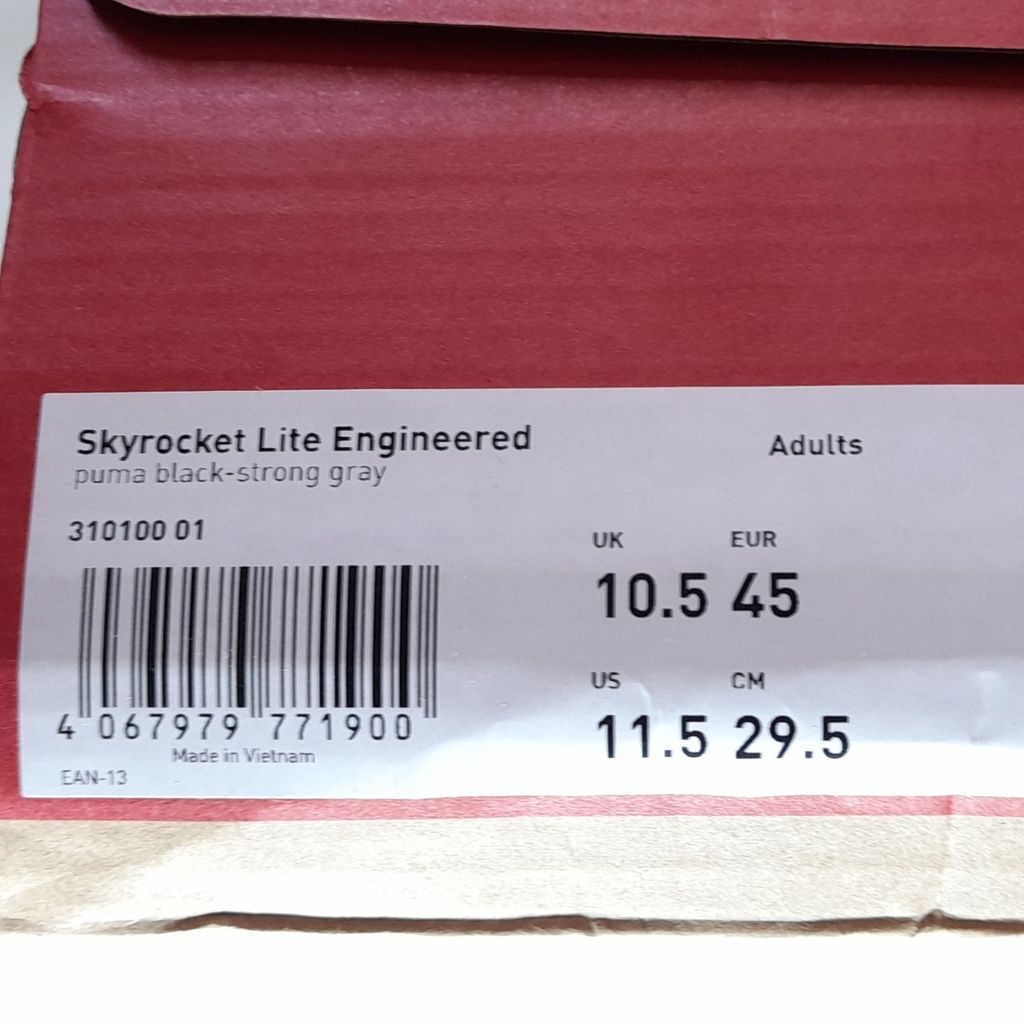 Skyrocket Lite Engineered
Adults
puma black-strong gray
310100 01
UK EUR
10.5 45
US CM
11.5 29.5
4 067979 771900
Made in Vietnam
EAN-13